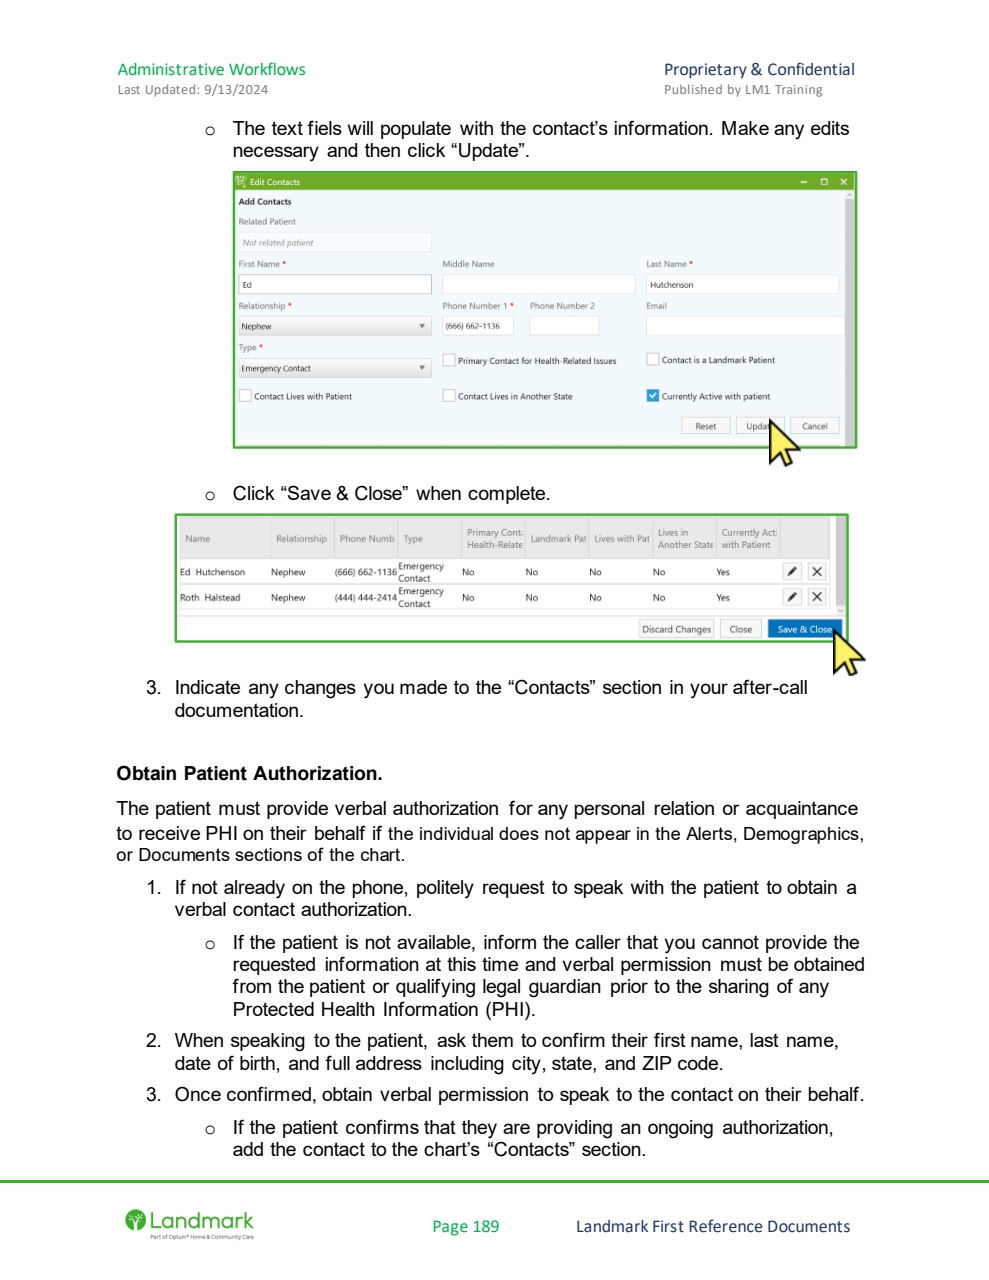 Administrative Workflows
Proprietary & Confidential
Last Updated: 9/13/2024
Published by LM1 Training
o The text fiels will populate with the contact’s information. Make any edits
necessary and then click “Update”.
Edit Contacts
Add Contacts
Related Patient
Not related patient
First Name *
Middle Name
Last Name *
Ed
Hutchenson
Relationship *
Phone Number 1 *
Phone Number 2
Email
Nephew
(666) 662-1136
Type *
Emergency Contact
Primary Contact for Health-Related Issues
Contact is a Landmark Patient
Contact Lives with Patient
Contact Lives in Another State
Currently Active with patient
Reset
Updat
Cancel
o Click “Save & Close” when complete.
Name
Relationship
Phone Numb
Type
Primary Cont
Health-Relate
Landmark Pat
Lives with Pat
Lives in
Another State
Currently Acti
with Patient
Ed Hutchenson
Nephew
(666) 662-1136
Emergency
Contact
No
No
No
No
Yes
Roth Halstead
Nephew
(444) 444-2414
Emergency
Contact
No
No
No
No
Yes
Discard Changes
Close
Save & Close
3. Indicate any changes you made to the “Contacts” section in your after-call
documentation.
Obtain Patient Authorization.
The patient must provide verbal authorization for any personal relation or acquaintance
to receive PHI on their behalf if the individual does not appear in the Alerts, Demographics,
or Documents sections of the chart.
1. If not already on the phone, politely request to speak with the patient to obtain a
verbal contact authorization.
o If the patient is not available, inform the caller that you cannot provide the
requested information at this time and verbal permission must be obtained
from the patient or qualifying legal guardian prior to the sharing of any
Protected Health Information (PHI).
2. When speaking to the patient, ask them to confirm their first name, last name,
date of birth, and full address including city, state, and ZIP code.
3. Once confirmed, obtain verbal permission to speak to the contact on their behalf.
o If the patient confirms that they are providing an ongoing authorization,
add the contact to the chart’s “Contacts” section.
Landmark
Part of Optum® Home & Community Care
Page 189
Landmark First Reference Documents